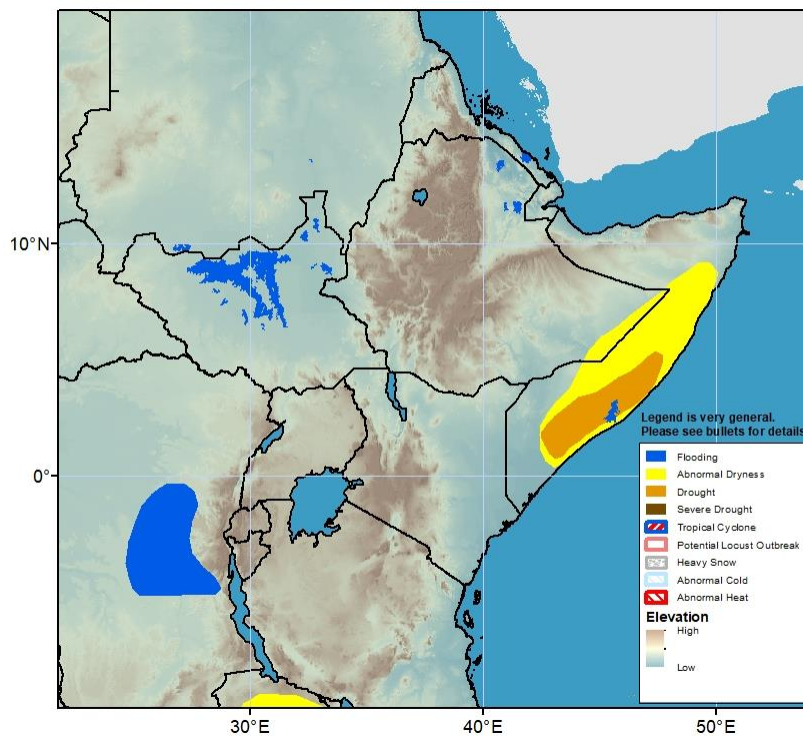 10°N
0°
30°E
40°E
50°E
Legend is very general.
Please see bullets for details
Flooding
Abnormal Dryness
Drought
Severe Drought
Tropical Cyclone
Potential Locust Outbreak
Heavy Snow
Abnormal Cold
Abnormal Heat
Elevation
High
Low